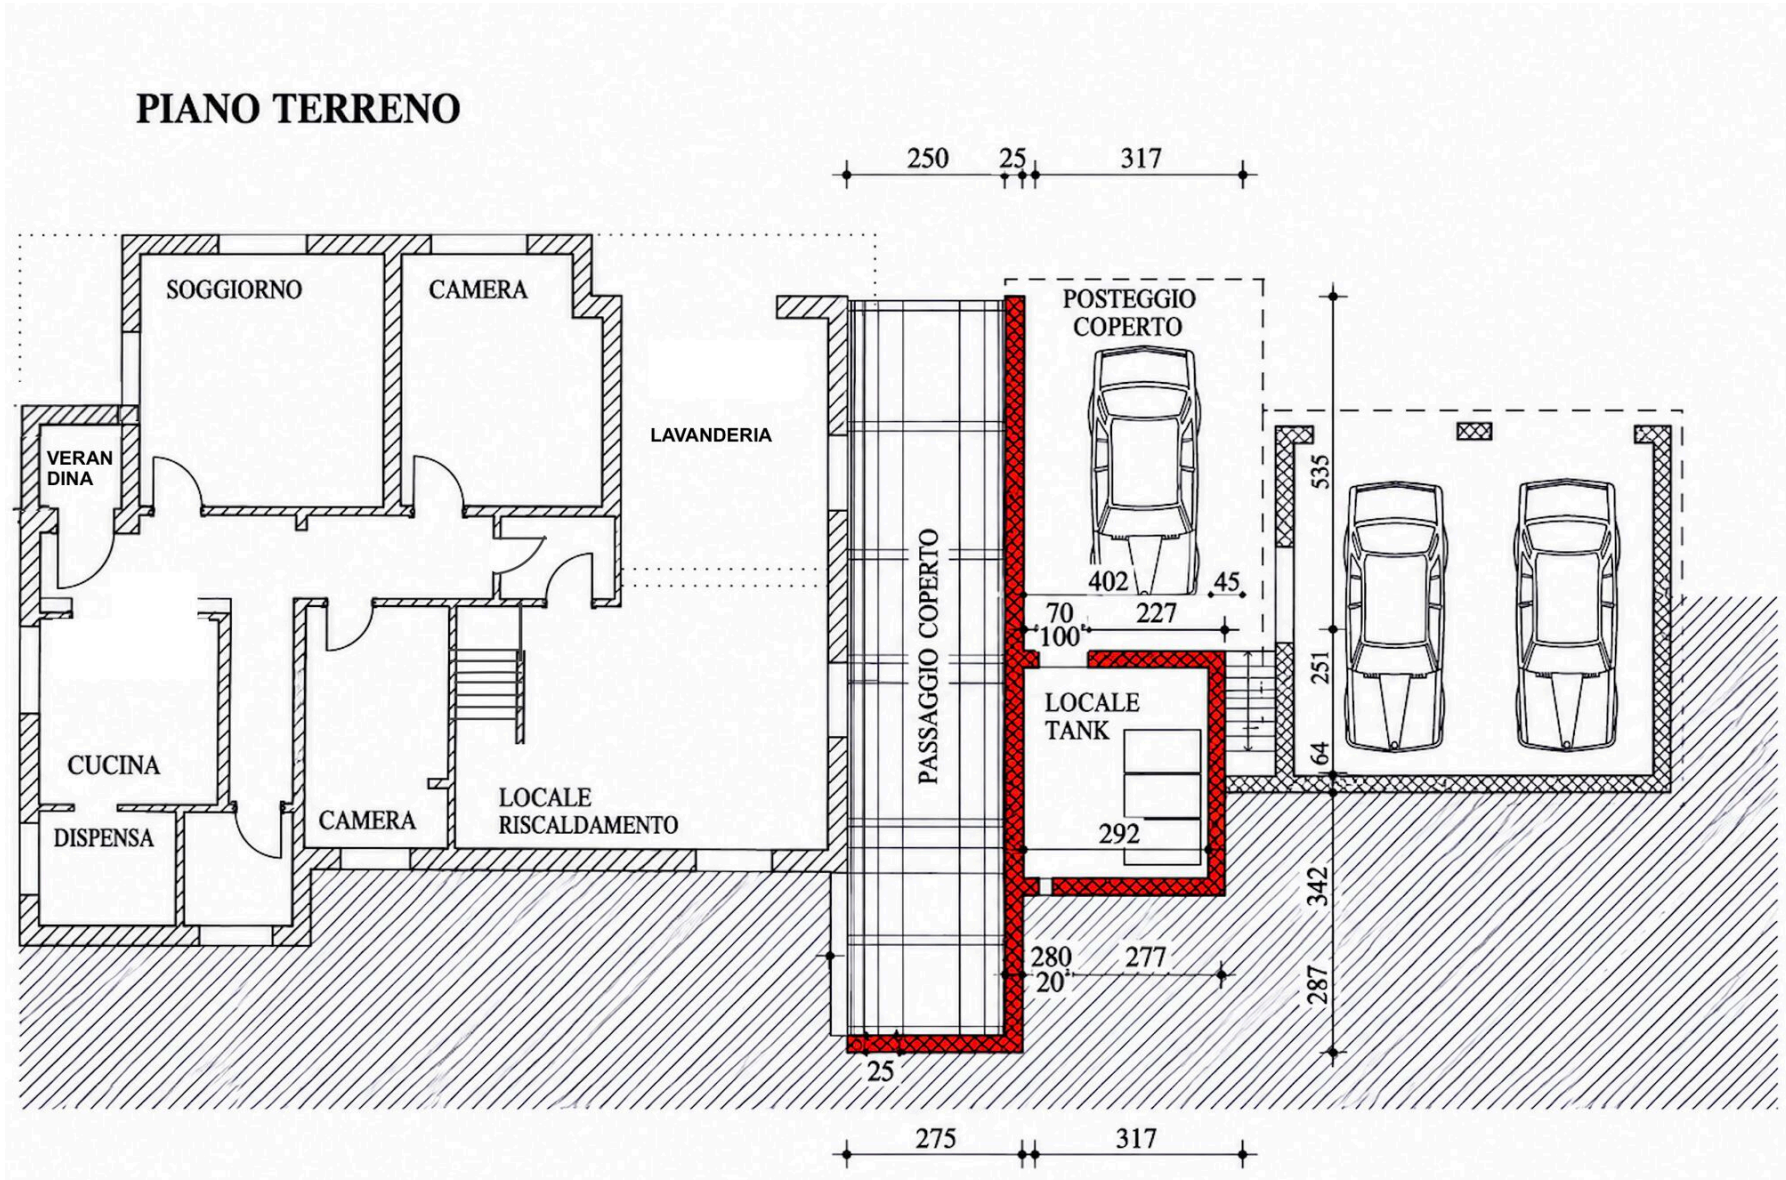 PIANO TERRENO
250
25
317
SOGGIORNO
CAMERA
POSTEGGIO
COPERTO
LAVANDERIA
VERAN
DINA
535
PASSAGGIO COPERTO
402
45
70
100
227
251
LOCALE
TANK
64
CUCINA
LOCALE
RISCALDAMENTO
CAMERA
DISPENSA
292
342
280
20
277
287
25
275
317